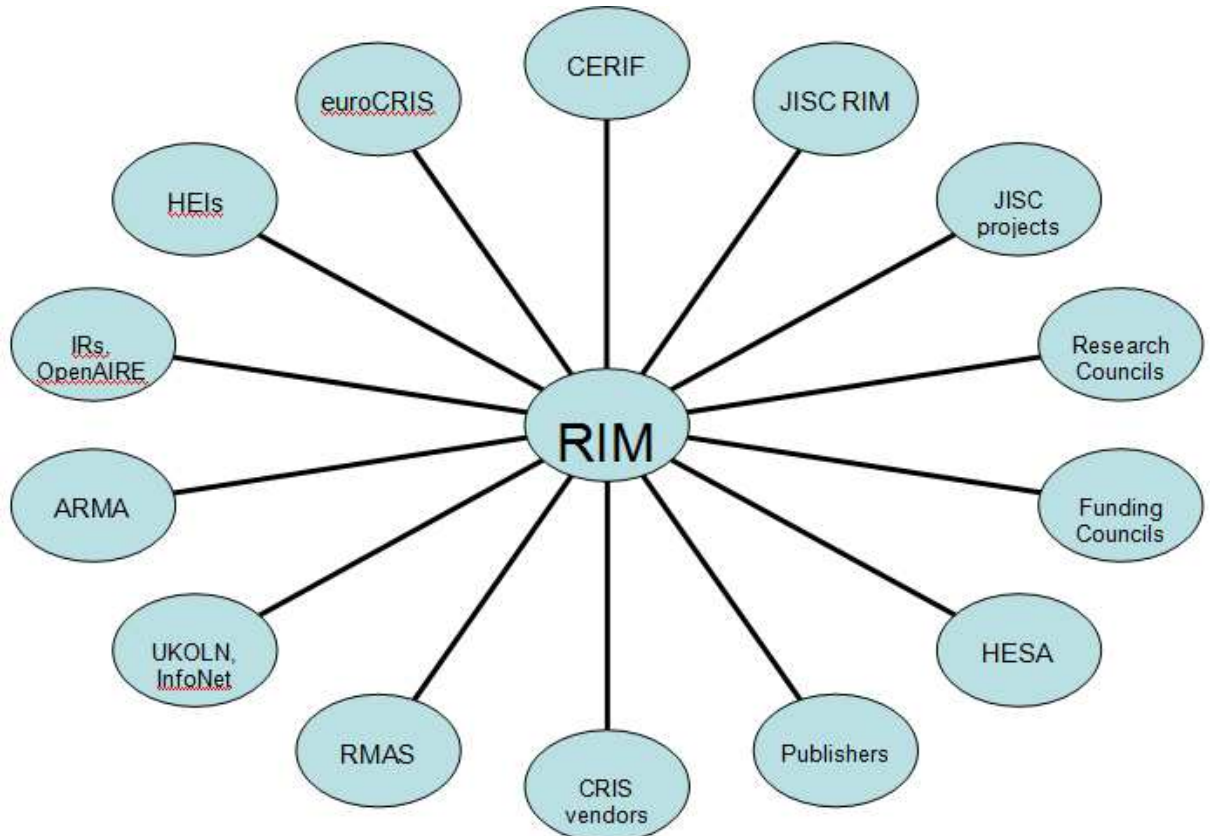 CERIF
euroCRIS
JISC RIM
HEIs
JISC
projects
IRs,
OpenAIRE
Research
Councils
RIM
ARMA
Funding
Councils
UKOLN,
InfoNet
HESA
RMAS
Publishers
CRIS
vendors